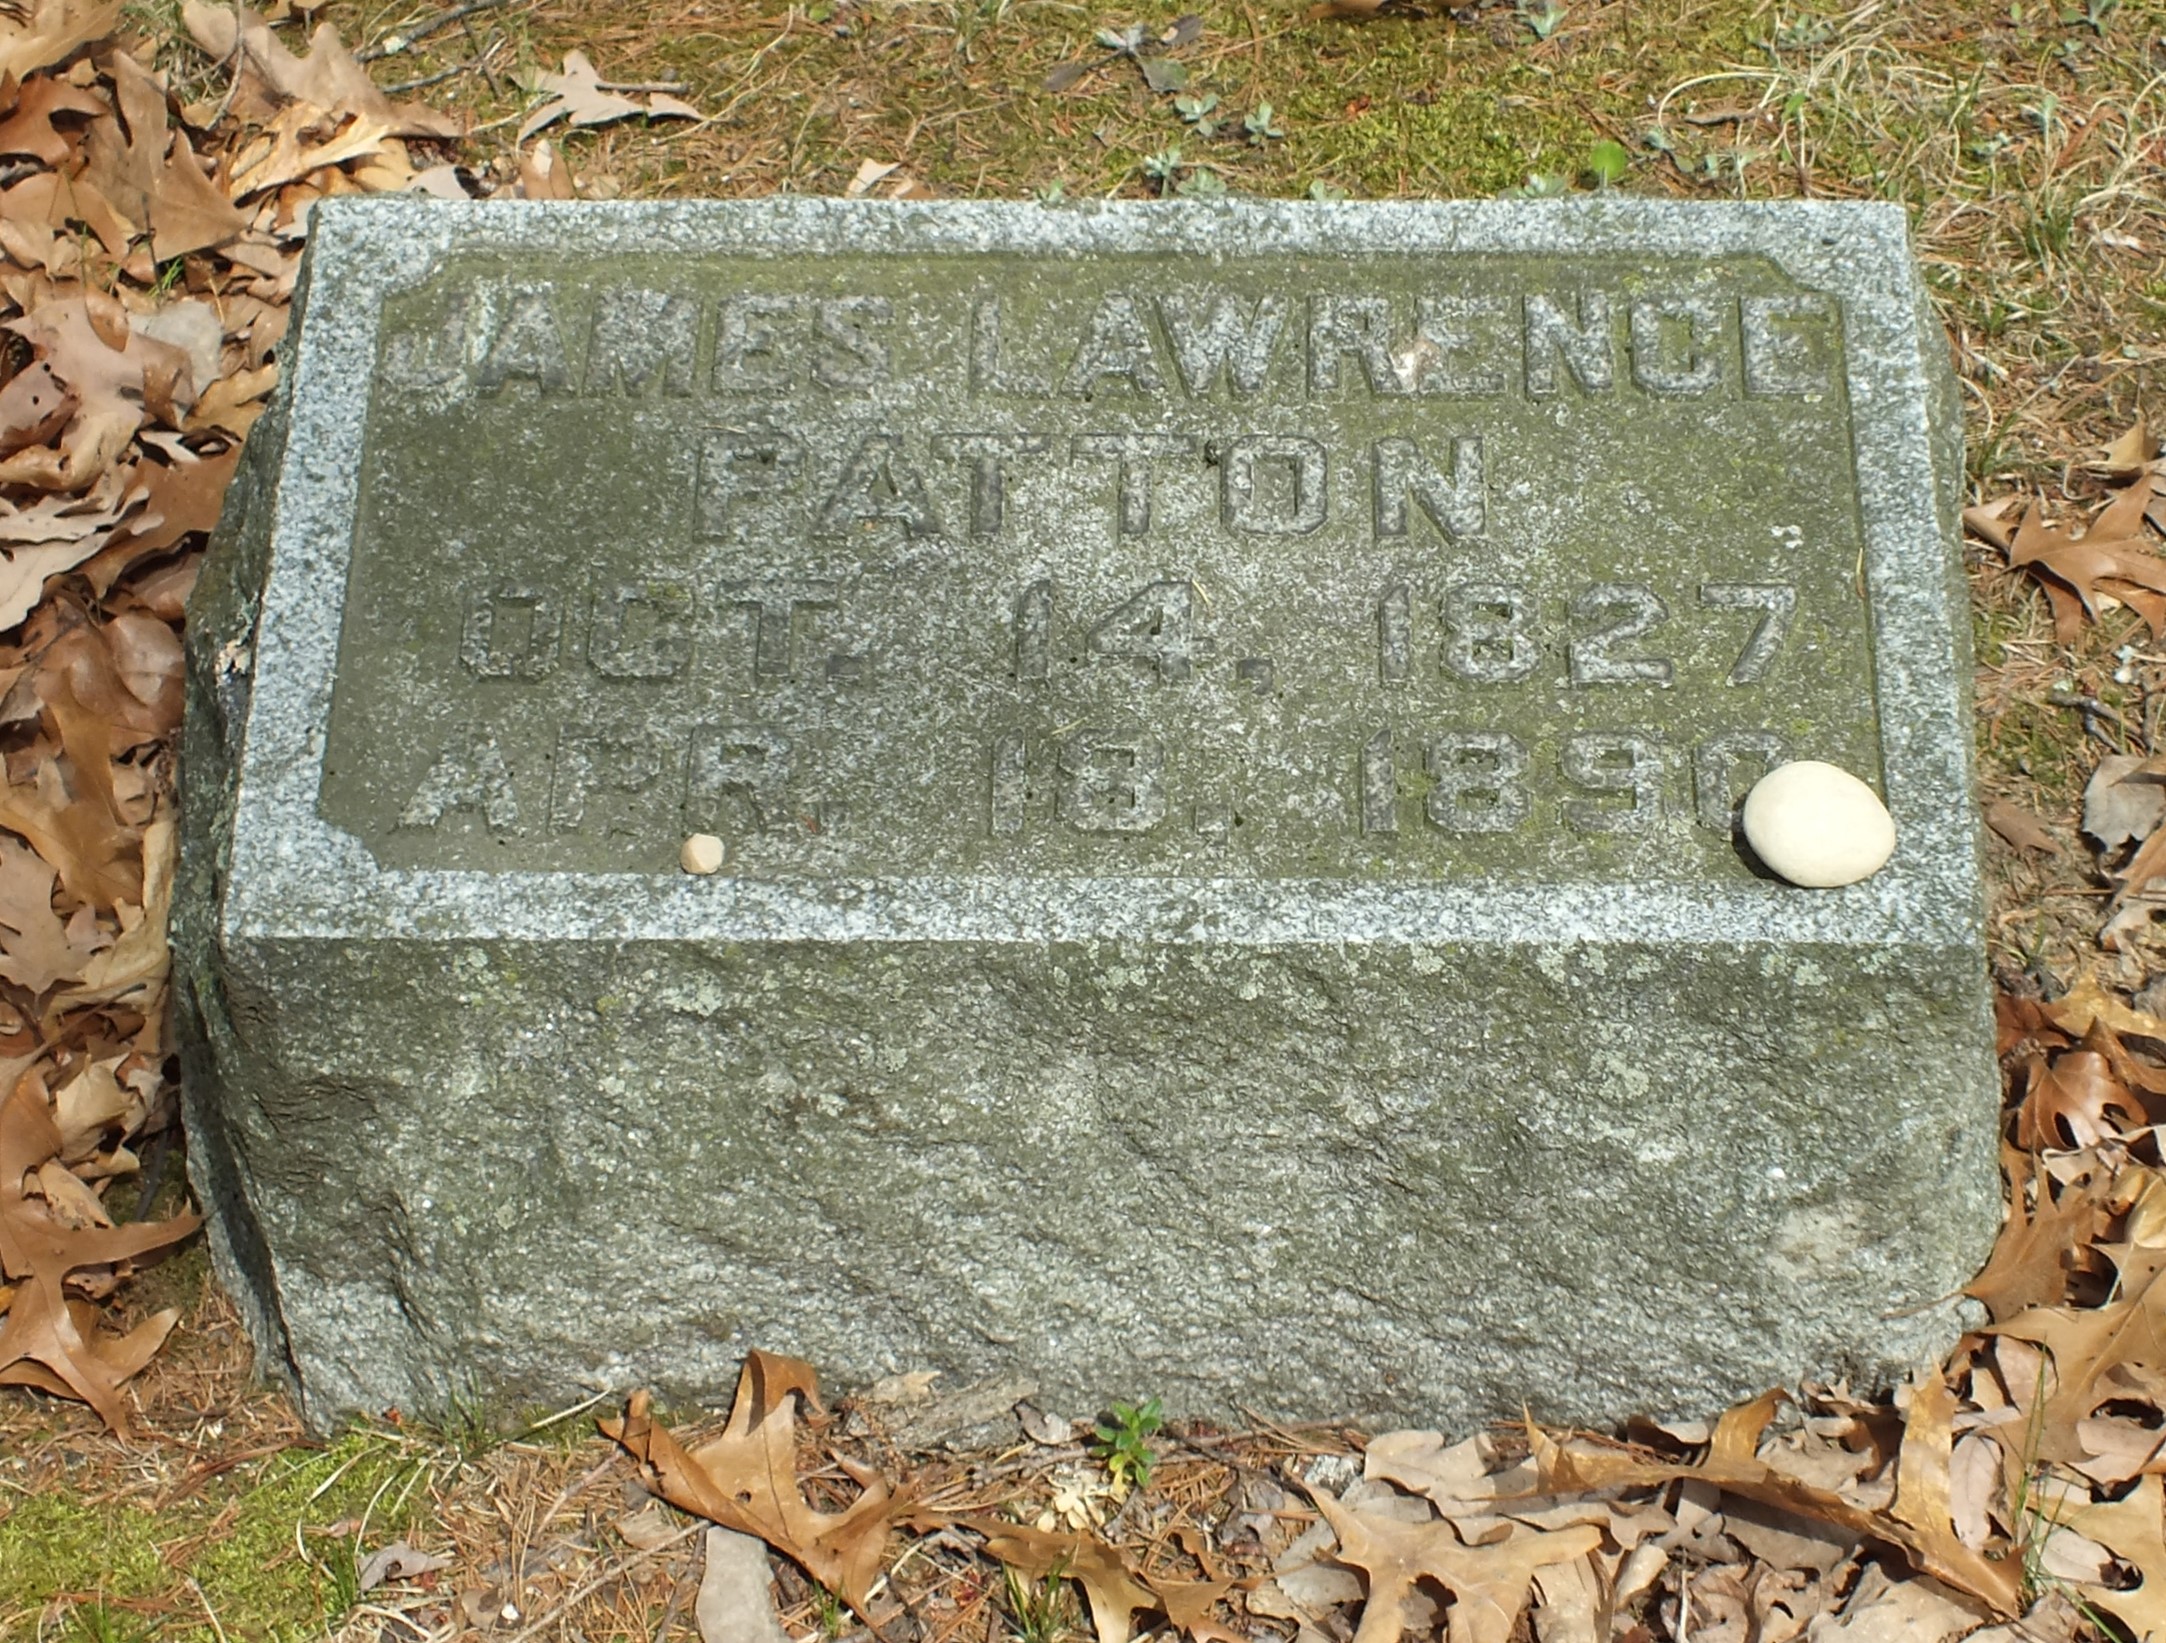 JAMES LAWRENCE
PATTON
OCT. 14, 1827
APR. 18, 1890